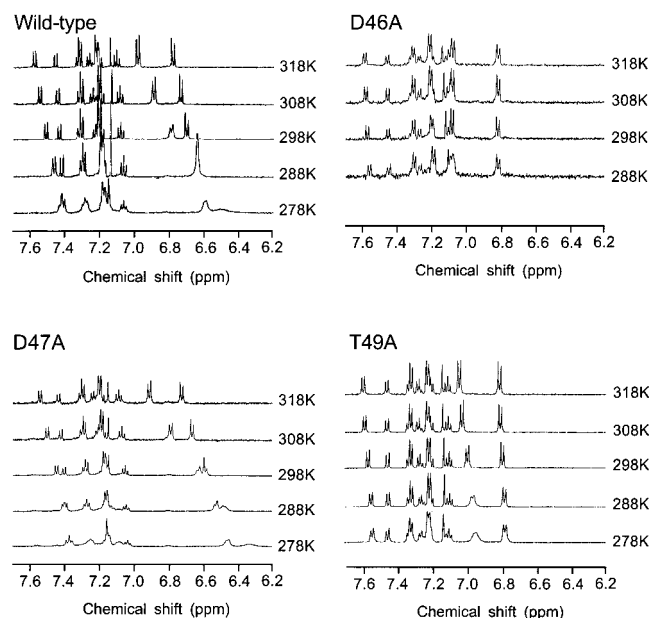 Wild-type
318K
308K
298K
288K
278K
7.6 7.4 7.2 7.0 6.8 6.6 6.4 6.2
Chemical shift (ppm)
D46A
318K
308K
298K
288K
7.6 7.4 7.2 7.0 6.8 6.6 6.4 6.2
Chemical shift (ppm)
D47A
318K
308K
298K
288K
278K
7.6 7.4 7.2 7.0 6.8 6.6 6.4 6.2
Chemical shift (ppm)
T49A
318K
308K
298K
288K
278K
7.6 7.4 7.2 7.0 6.8 6.6 6.4 6.2
Chemical shift (ppm)